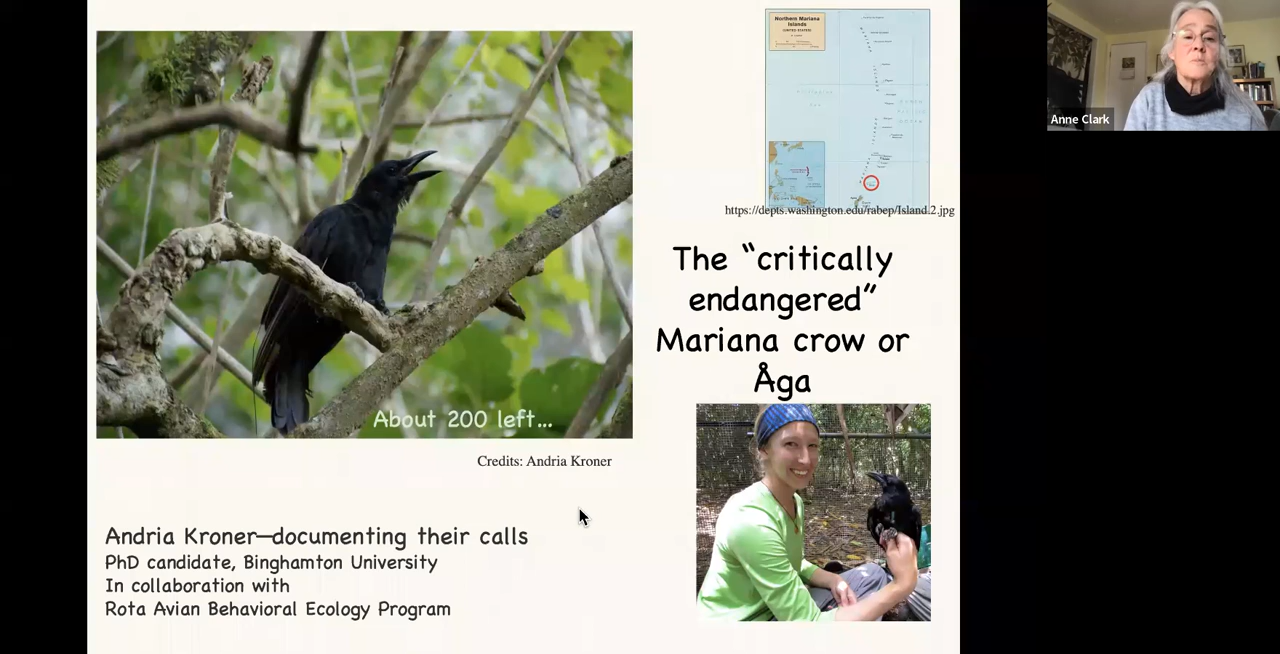 Northern Mariana
Islands
(UNITED STATES)
https://depts.washington.edu/rabep/Island.2.jpg
Anne Clark
The “critically
endangered”
Mariana crow or
Åga
About 200 left...
Credits: Andria Kroner
Andria Kroner—documenting their calls
PhD candidate, Binghamton University
In collaboration with
Rota Avian Behavioral Ecology Program